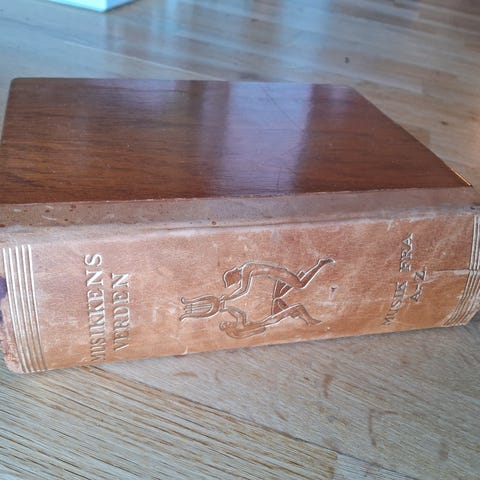 MUSIKKENS
VERDEN
MUSIK FRA
A-Z